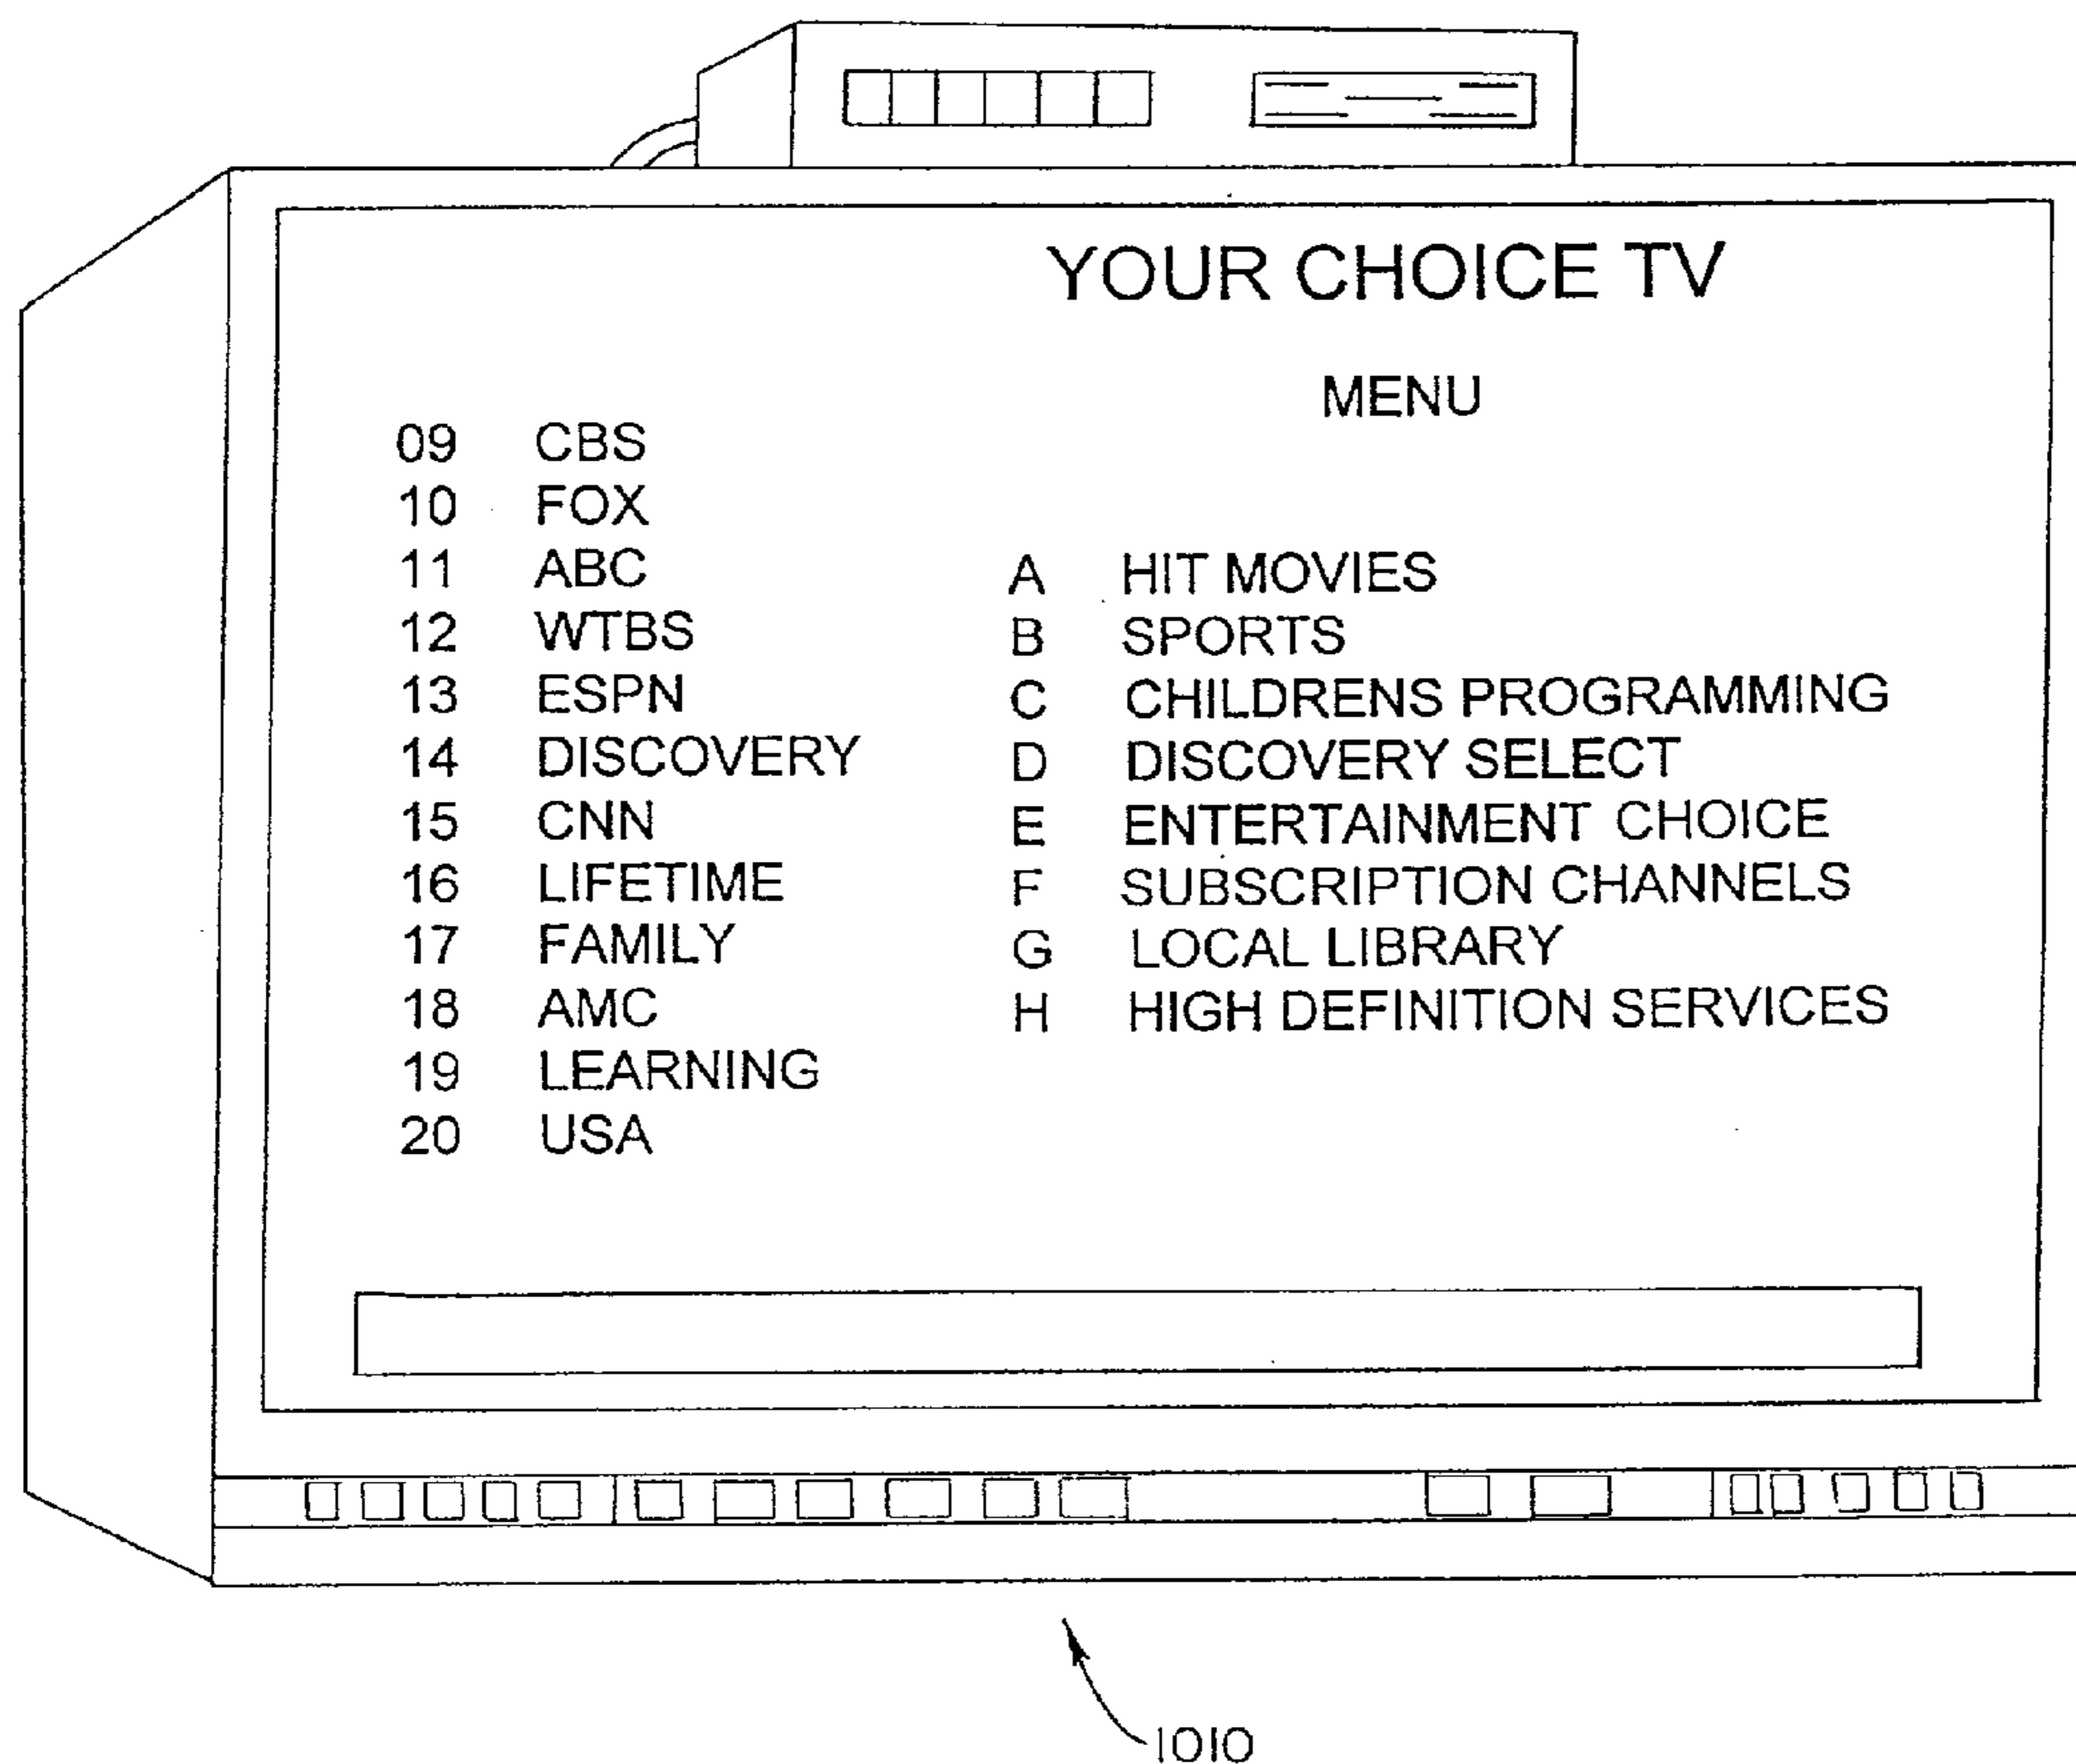 YOUR CHOICE TV
MENU
09 CBS
10 FOX
11 ABC
12 WTBS
13 ESPN
14 DISCOVERY
15 CNN
16 LIFETIME
17 FAMILY
18 AMC
19 LEARNING
20 USA
A HIT MOVIES
B SPORTS
C CHILDRENS PROGRAMMING
D DISCOVERY SELECT
E ENTERTAINMENT CHOICE
F SUBSCRIPTION CHANNELS
G LOCAL LIBRARY
H HIGH DEFINITION SERVICES
1010